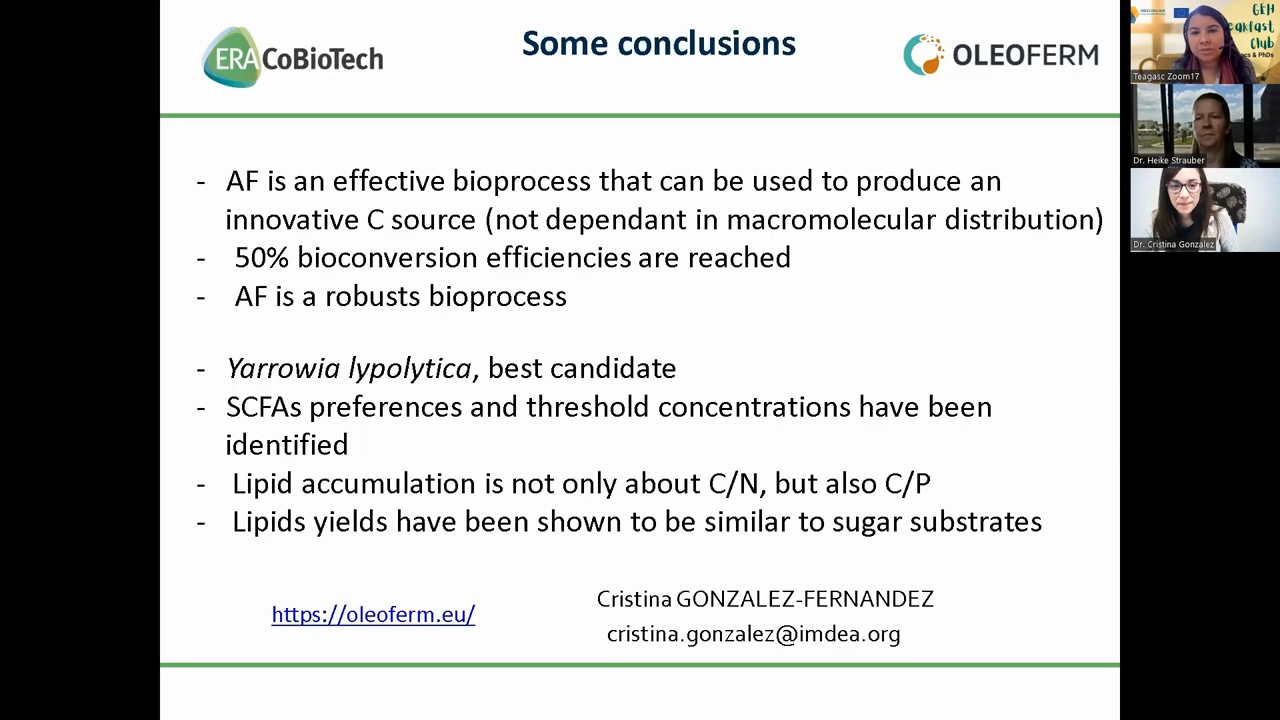 ERA CoBioTech
Some conclusions
OLEOFERM
- AF is an effective bioprocess that can be used to produce an
innovative C source (not dependant in macromolecular distribution)
- 50% bioconversion efficiencies are reached
- AF is a robusts bioprocess
- Yarrowia lypolytica, best candidate
- SCFAs preferences and threshold concentrations have been
identified
- Lipid accumulation is not only about C/N, but also C/P
- Lipids yields have been shown to be similar to sugar substrates
https://oleoferm.eu/
Cristina GONZALEZ-FERNANDEZ
cristina.gonzalez@imdea.org
GEH
eakfast
Club
& PhDs
Teagasc Zoom17
Dr. Heike Strauber
Dr. Cristina Gonzalez